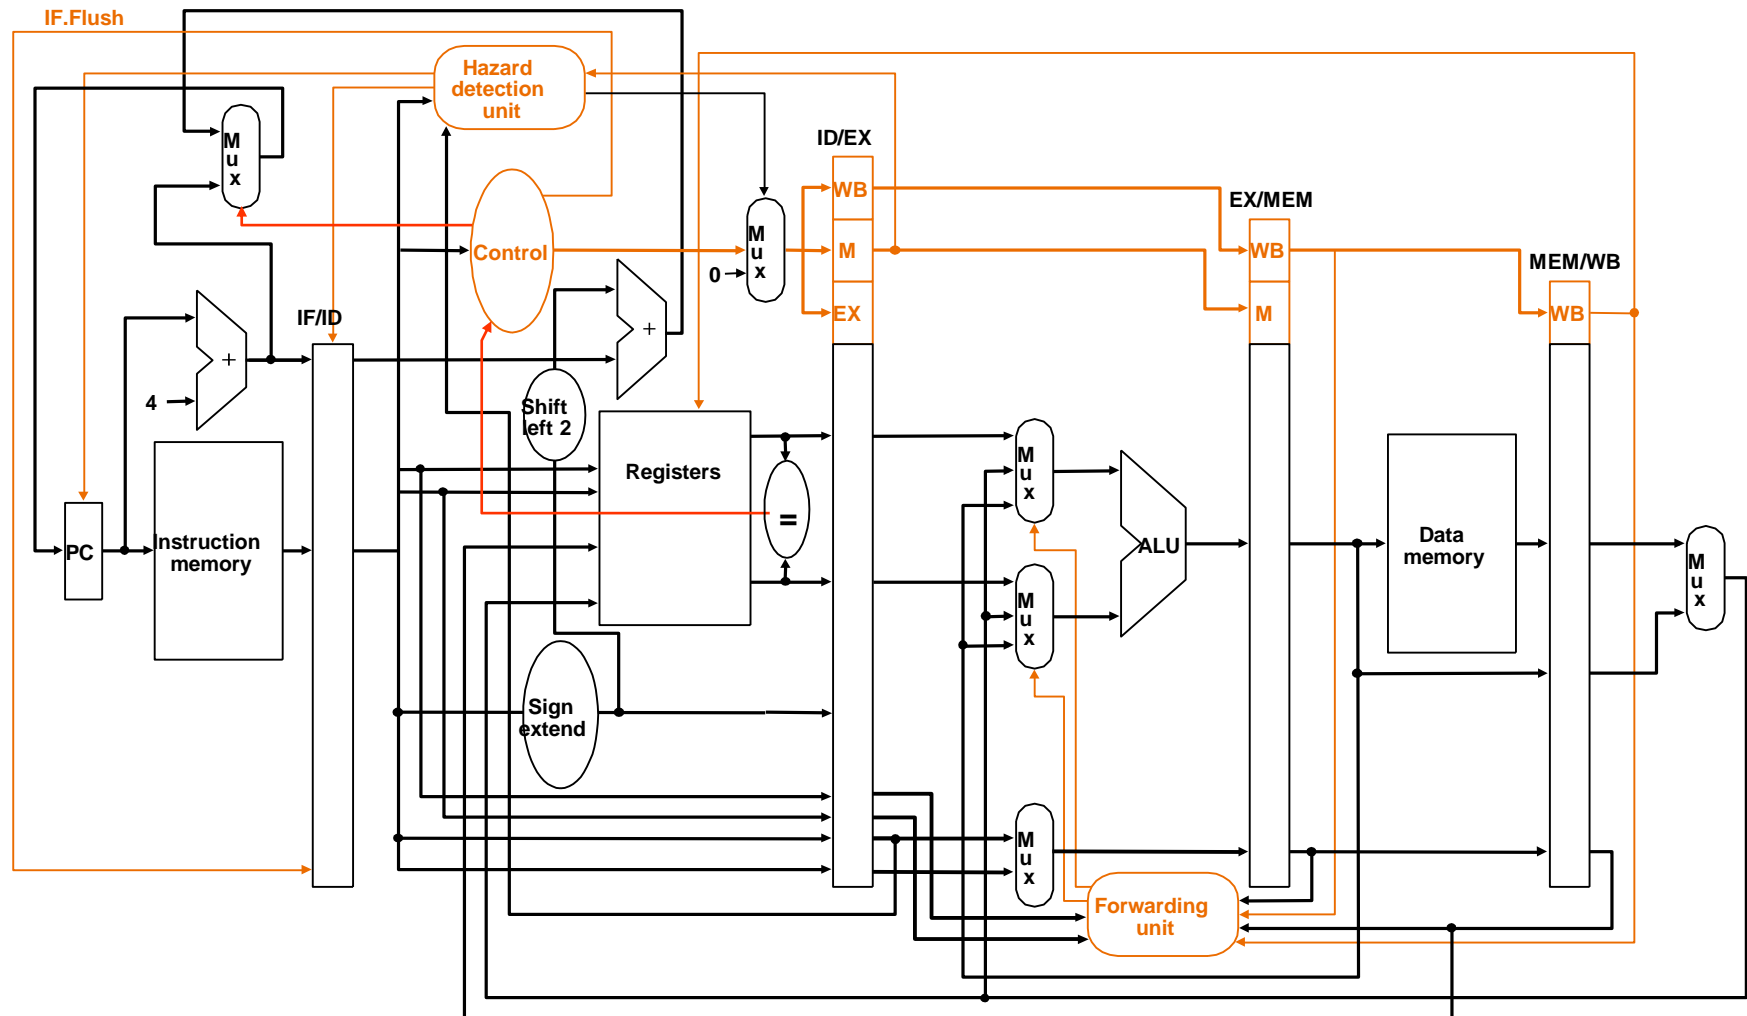 IF.Flush
Hazard
detection
unit
M
u
x
ID/EX
WB
M
EX
Control
M
u
x
0
EX/MEM
WB
M
MEM/WB
WB
+
IF/ID
+
4
Shift
left 2
Registers
=
M
u
x
M
u
x
ALU
Data
memory
M
u
x
PC
Instruction
memory
Sign
extend
M
u
x
Forwarding
unit